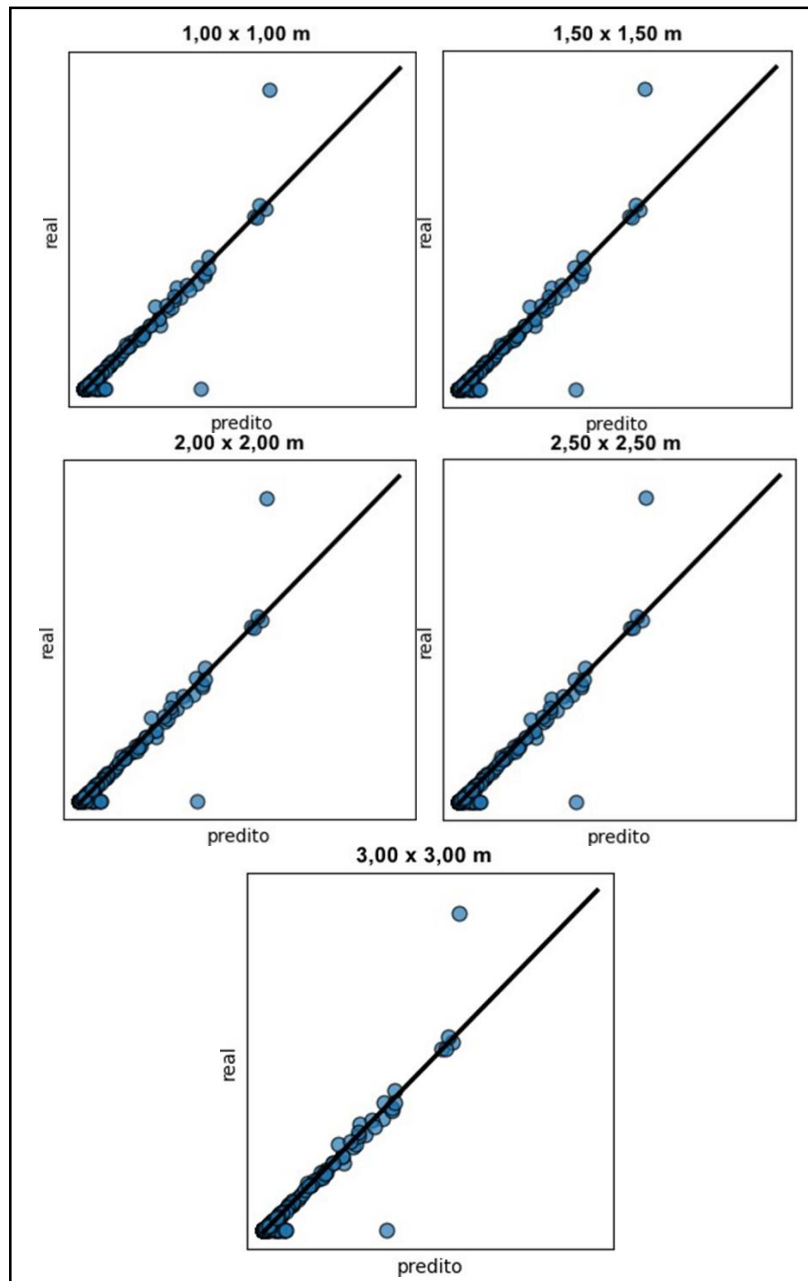 1,00 x 1,00 m
1,50 x 1,50 m
real
real
predito
predito
2,00 x 2,00 m
2,50 x 2,50 m
real
real
predito
predito
3,00 x 3,00 m
real
predito